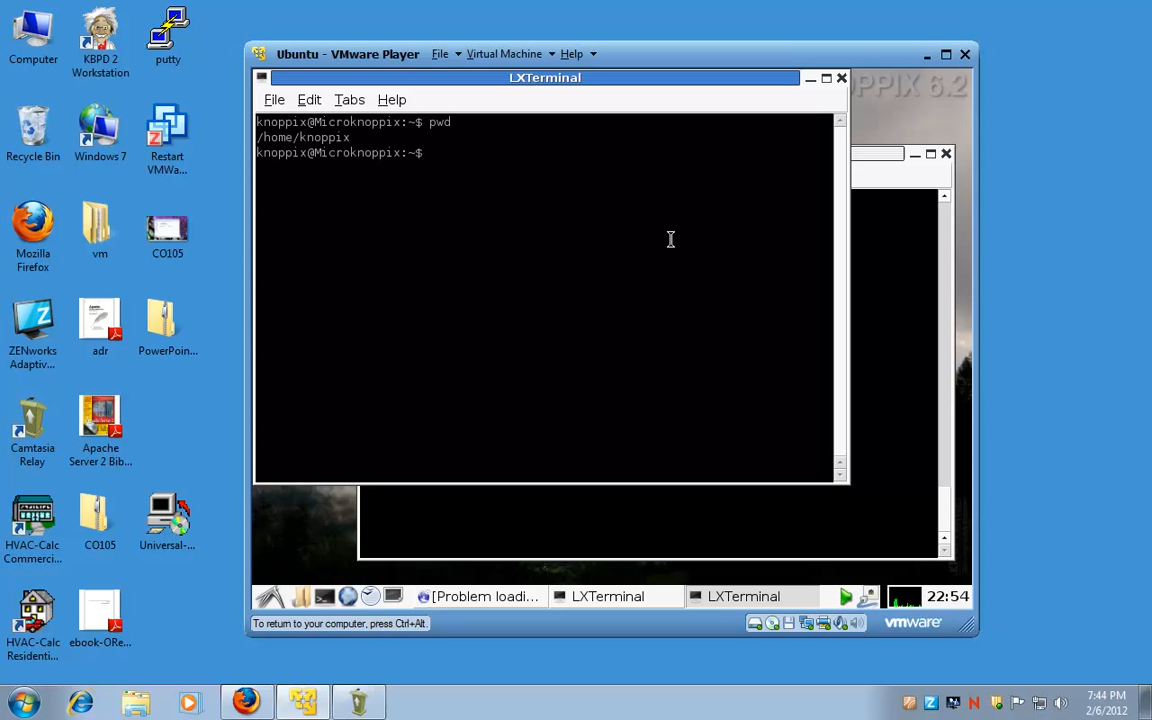 Computer
KBPD 2
Workstation
putty
Recycle Bin
Windows 7
Restart
VMWa...
Mozilla
Firefox
vm
CO105
ZENworks
Adaptiv...
adr
PowerPoin...
Camtasia
Relay
Apache
Server 2 Bib...
HVAC-Calc
Commerci...
CO105
Universal-...
HVAC-Calc
Residenti...
ebook-ORe...
Ubuntu - VMware Player File Virtual Machine Help
LXTerminal
OPPIX 6.2
File Edit Tabs Help
knoppix@Microknoppix:~$ pwd
/home/knoppix
knoppix@Microknoppix:~$
[Problem loadi... LXTerminal LXTerminal 22:54
To return to your computer, press Ctrl+Alt.
vmware
7:44 PM
2/6/2012